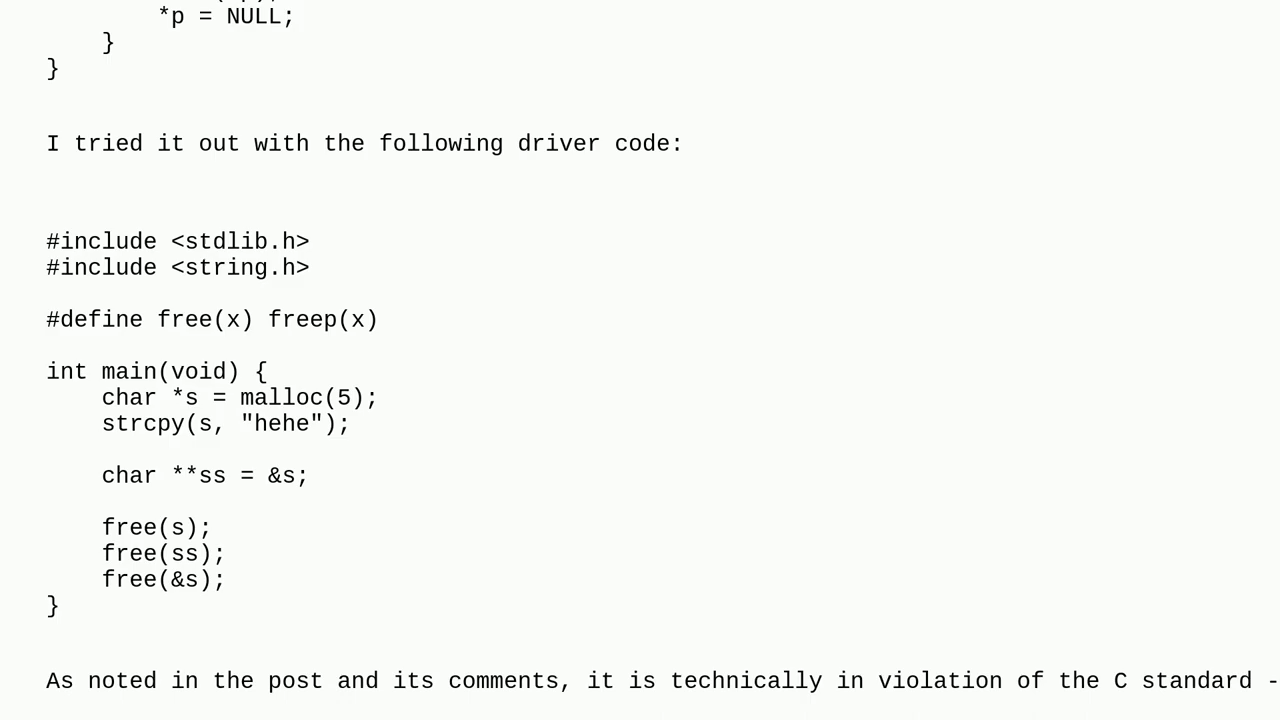 *p = NULL;
}
}
I tried it out with the following driver code:
#include <stdlib.h>
#include <string.h>
#define free(x) freep(x)
int main(void) {
char *s = malloc(5);
strcpy(s, "hehe");
char **ss = &s;
free(s);
free(ss);
free(&s);
}
As noted in the post and its comments, it is technically in violation of the C standard -